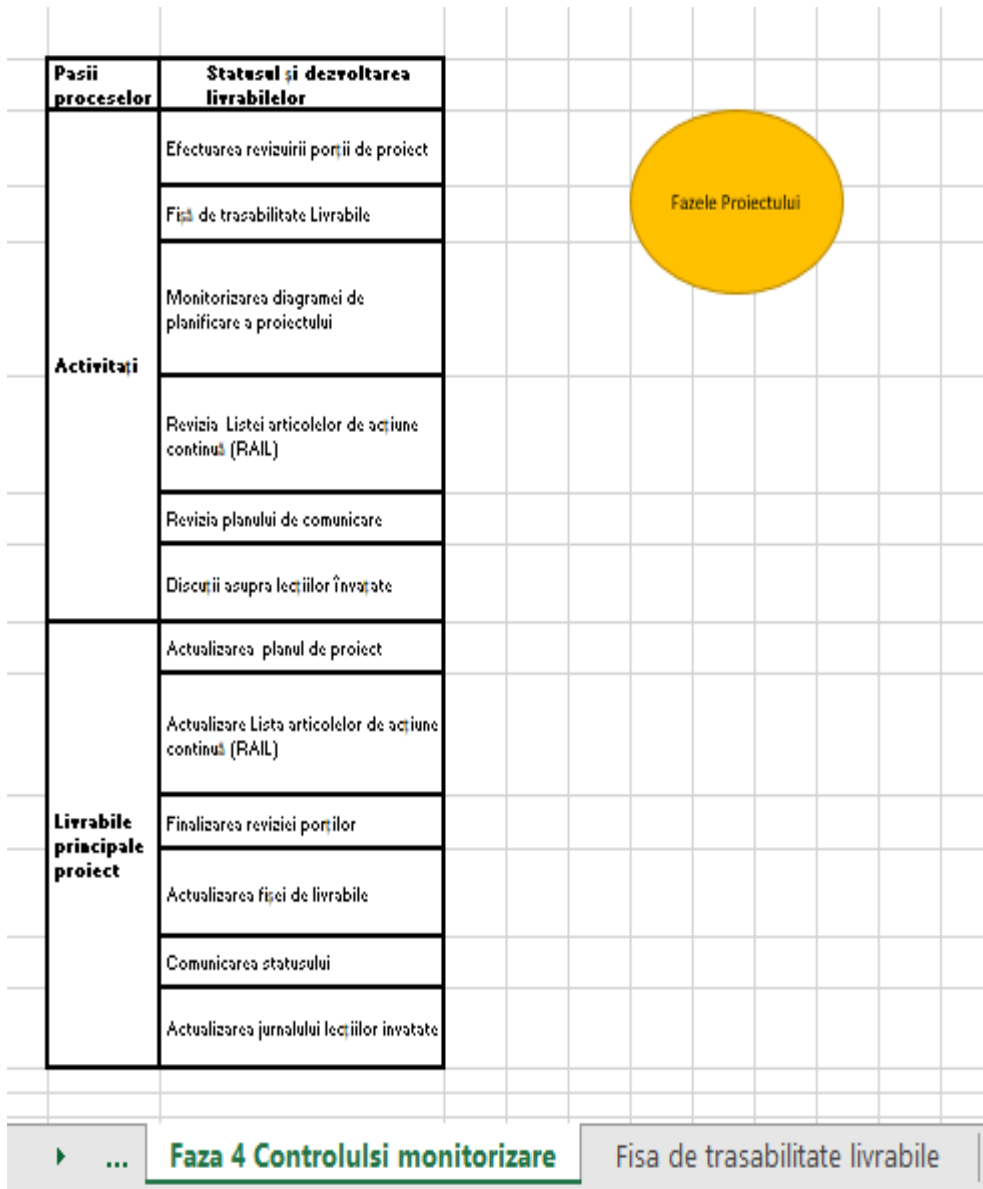 Pasii
proceselor
Statusul și dezvoltarea
livrabilelor
Efectuarea revizuirii porții de proiect
Fișă de trasabilitate Livrabile
Monitorizarea diagramei de
planificare a proiectului
Activitați
Revizia Listei articolelor de acțiune
continuă (RAIL)
Revizia planului de comunicare
Discuții asupra lecțiilor învațate
Actualizarea planul de proiect
Actualizare Lista articolelor de acțiune
continuă (RAIL)
Livrabile
principale
proiect
Finalizarea reviziei porților
Actualizarea fișei de livrabile
Comunicarea statusului
Actualizarea jurnalului lecțiilor invatate
Fazele Proiectului
... Faza 4 Controlulsi monitorizare Fisa de trasabilitate livrabile